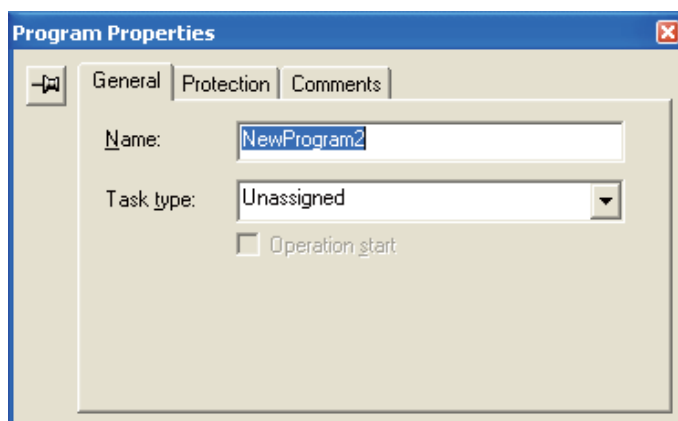 Program Properties
General Protection Comments
Name: NewProgram2
Task type: Unassigned
Operation start